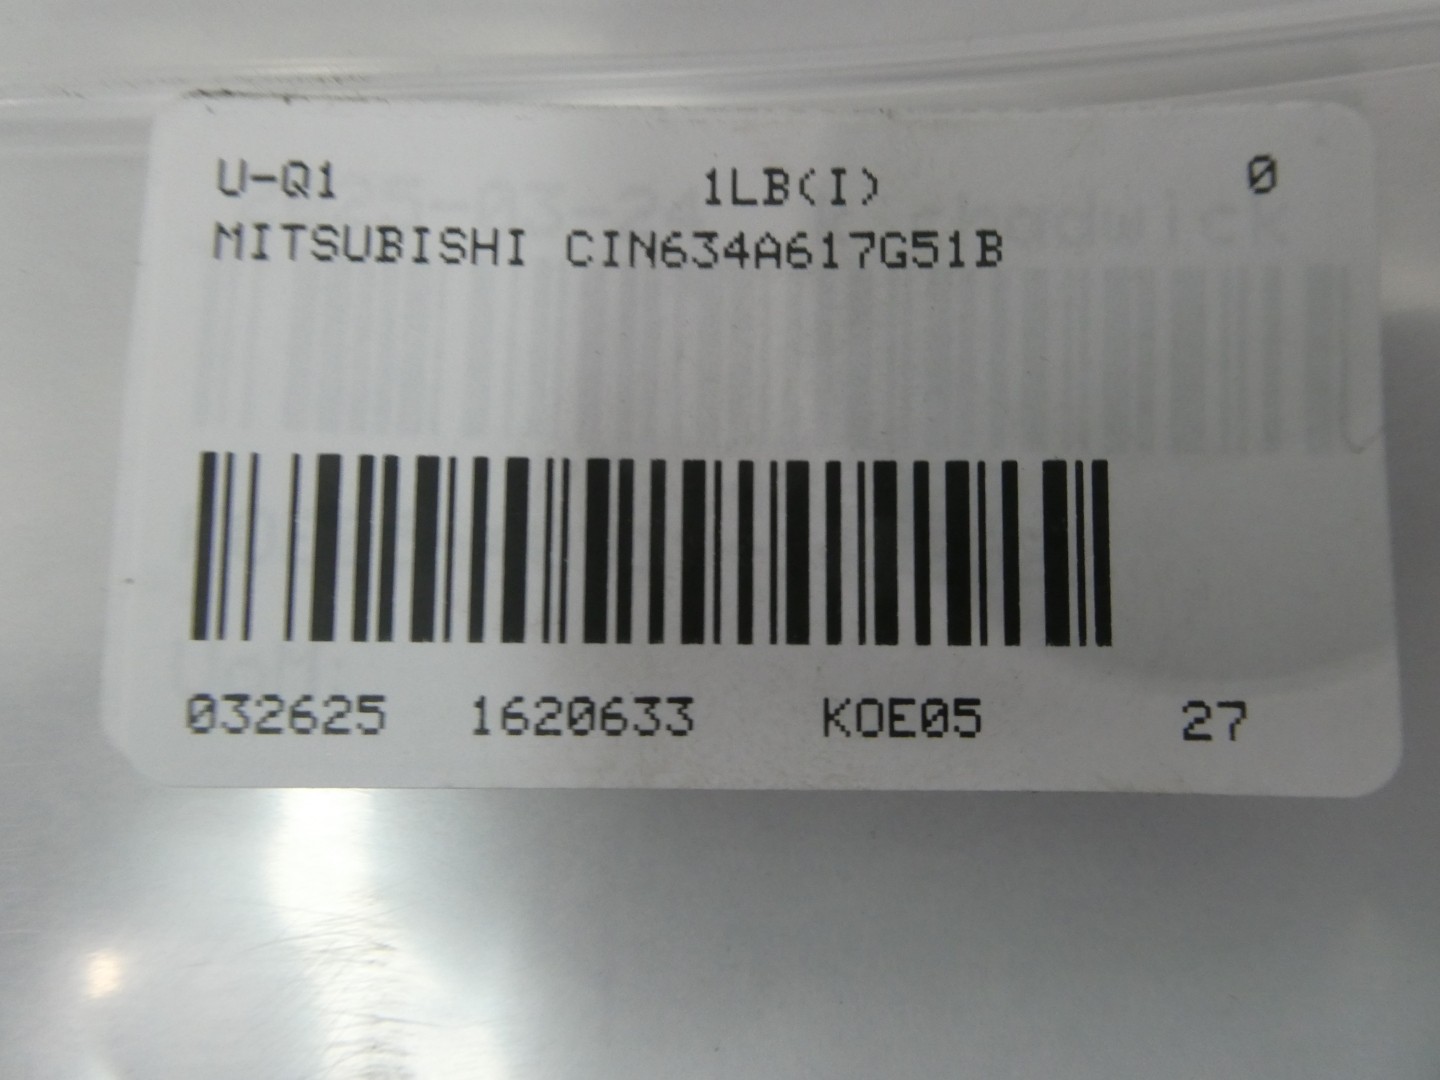 U-Q1 1LB(I) 0
MITSUBISHI CIN634A617G51B
032625 1620633 KOE05 27